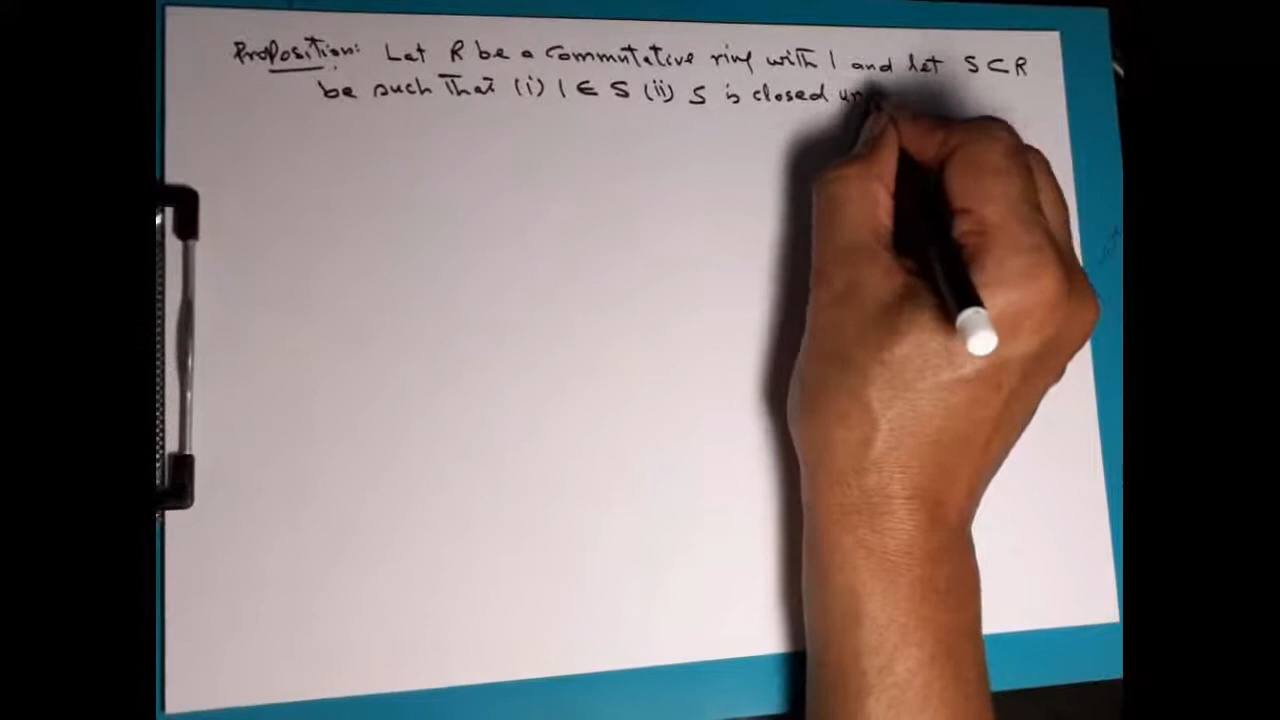 Proposition: Let R be a commutative ring with 1 and let S ⊂ R
be such that (i) 1 ∈ S (ii) S is closed